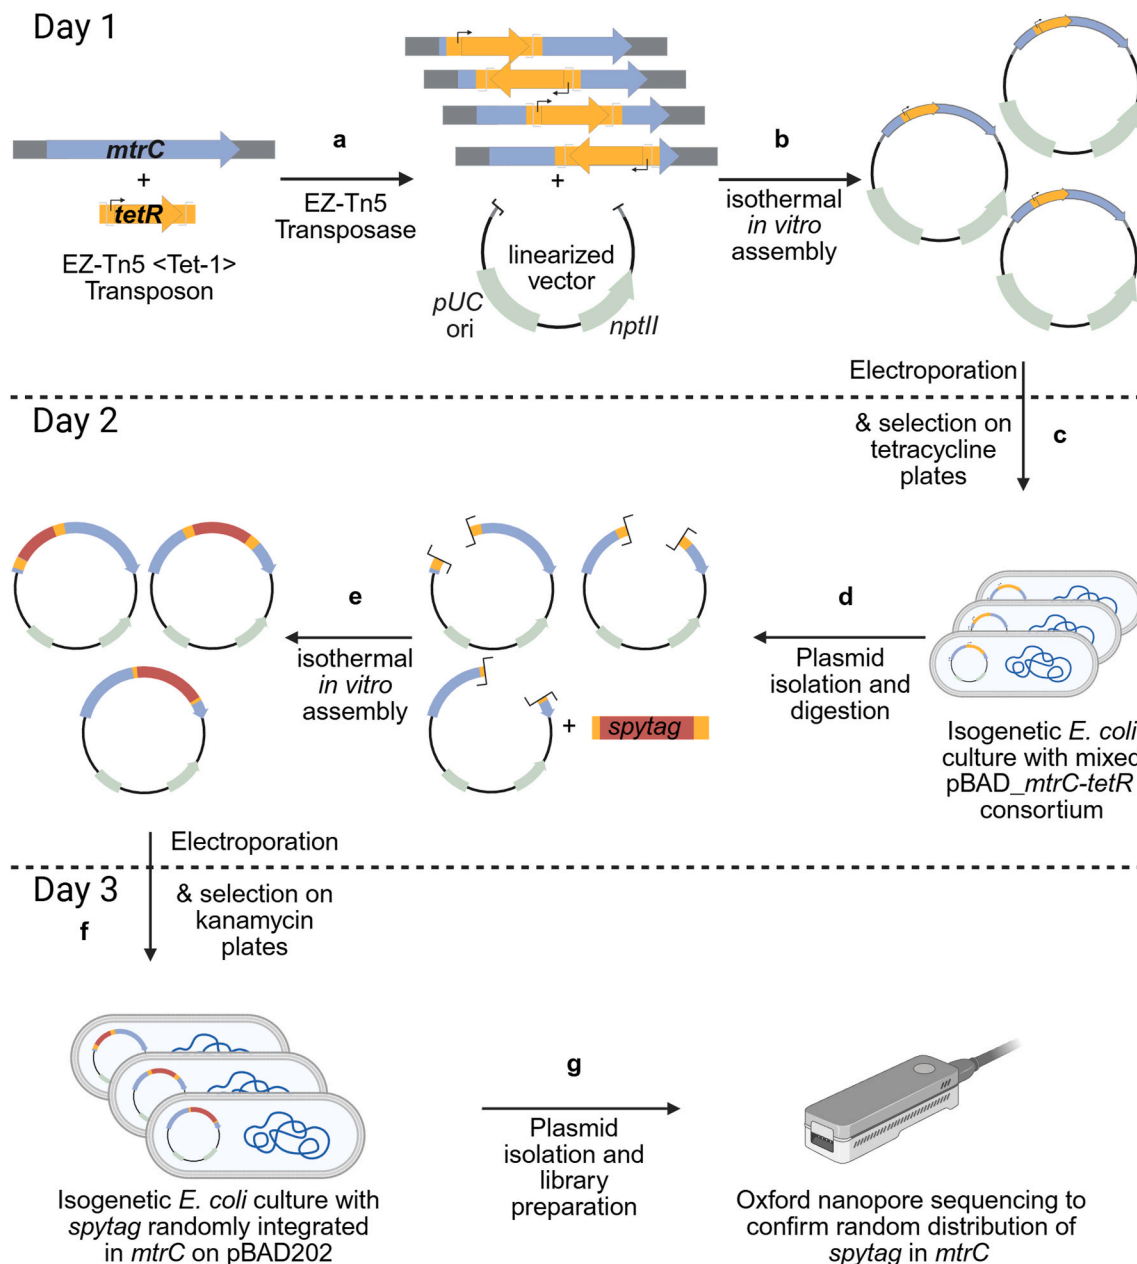 Day 1
mtrC
+
tetR
EZ-Tn5 <Tet-1>
Transposon
a
EZ-Tn5
Transposase
+
linearized
vector
pUC
ori
nptII
b
isothermal
in vitro
assembly
Electroporation
Day 2
& selection on
tetracycline
plates
c
d
Plasmid
isolation and
digestion
Isogenetic E. coli
culture with mixed
pBAD_mtrC-tetR
consortium
+
spytag
e
isothermal
in vitro
assembly
Electroporation
Day 3
& selection on
kanamycin
plates
f
Isogenetic E. coli culture with
spytag randomly integrated
in mtrC on pBAD202
g
Plasmid
isolation and
library
preparation
Oxford nanopore sequencing to
confirm random distribution of
spytag in mtrC